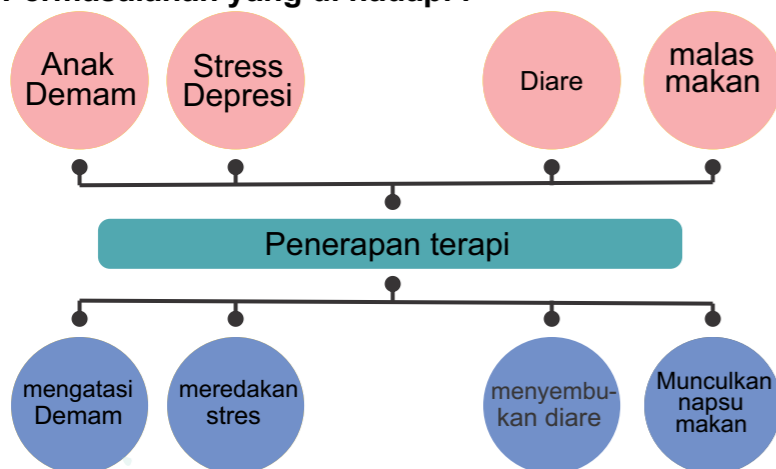 Anak
Demam
Stress
Depresi
Diare
malas
makan
Penerapan terapi
mengatasi
Demam
meredakan
stres
menyembu-
kan diare
Munculkan
napsu
makan